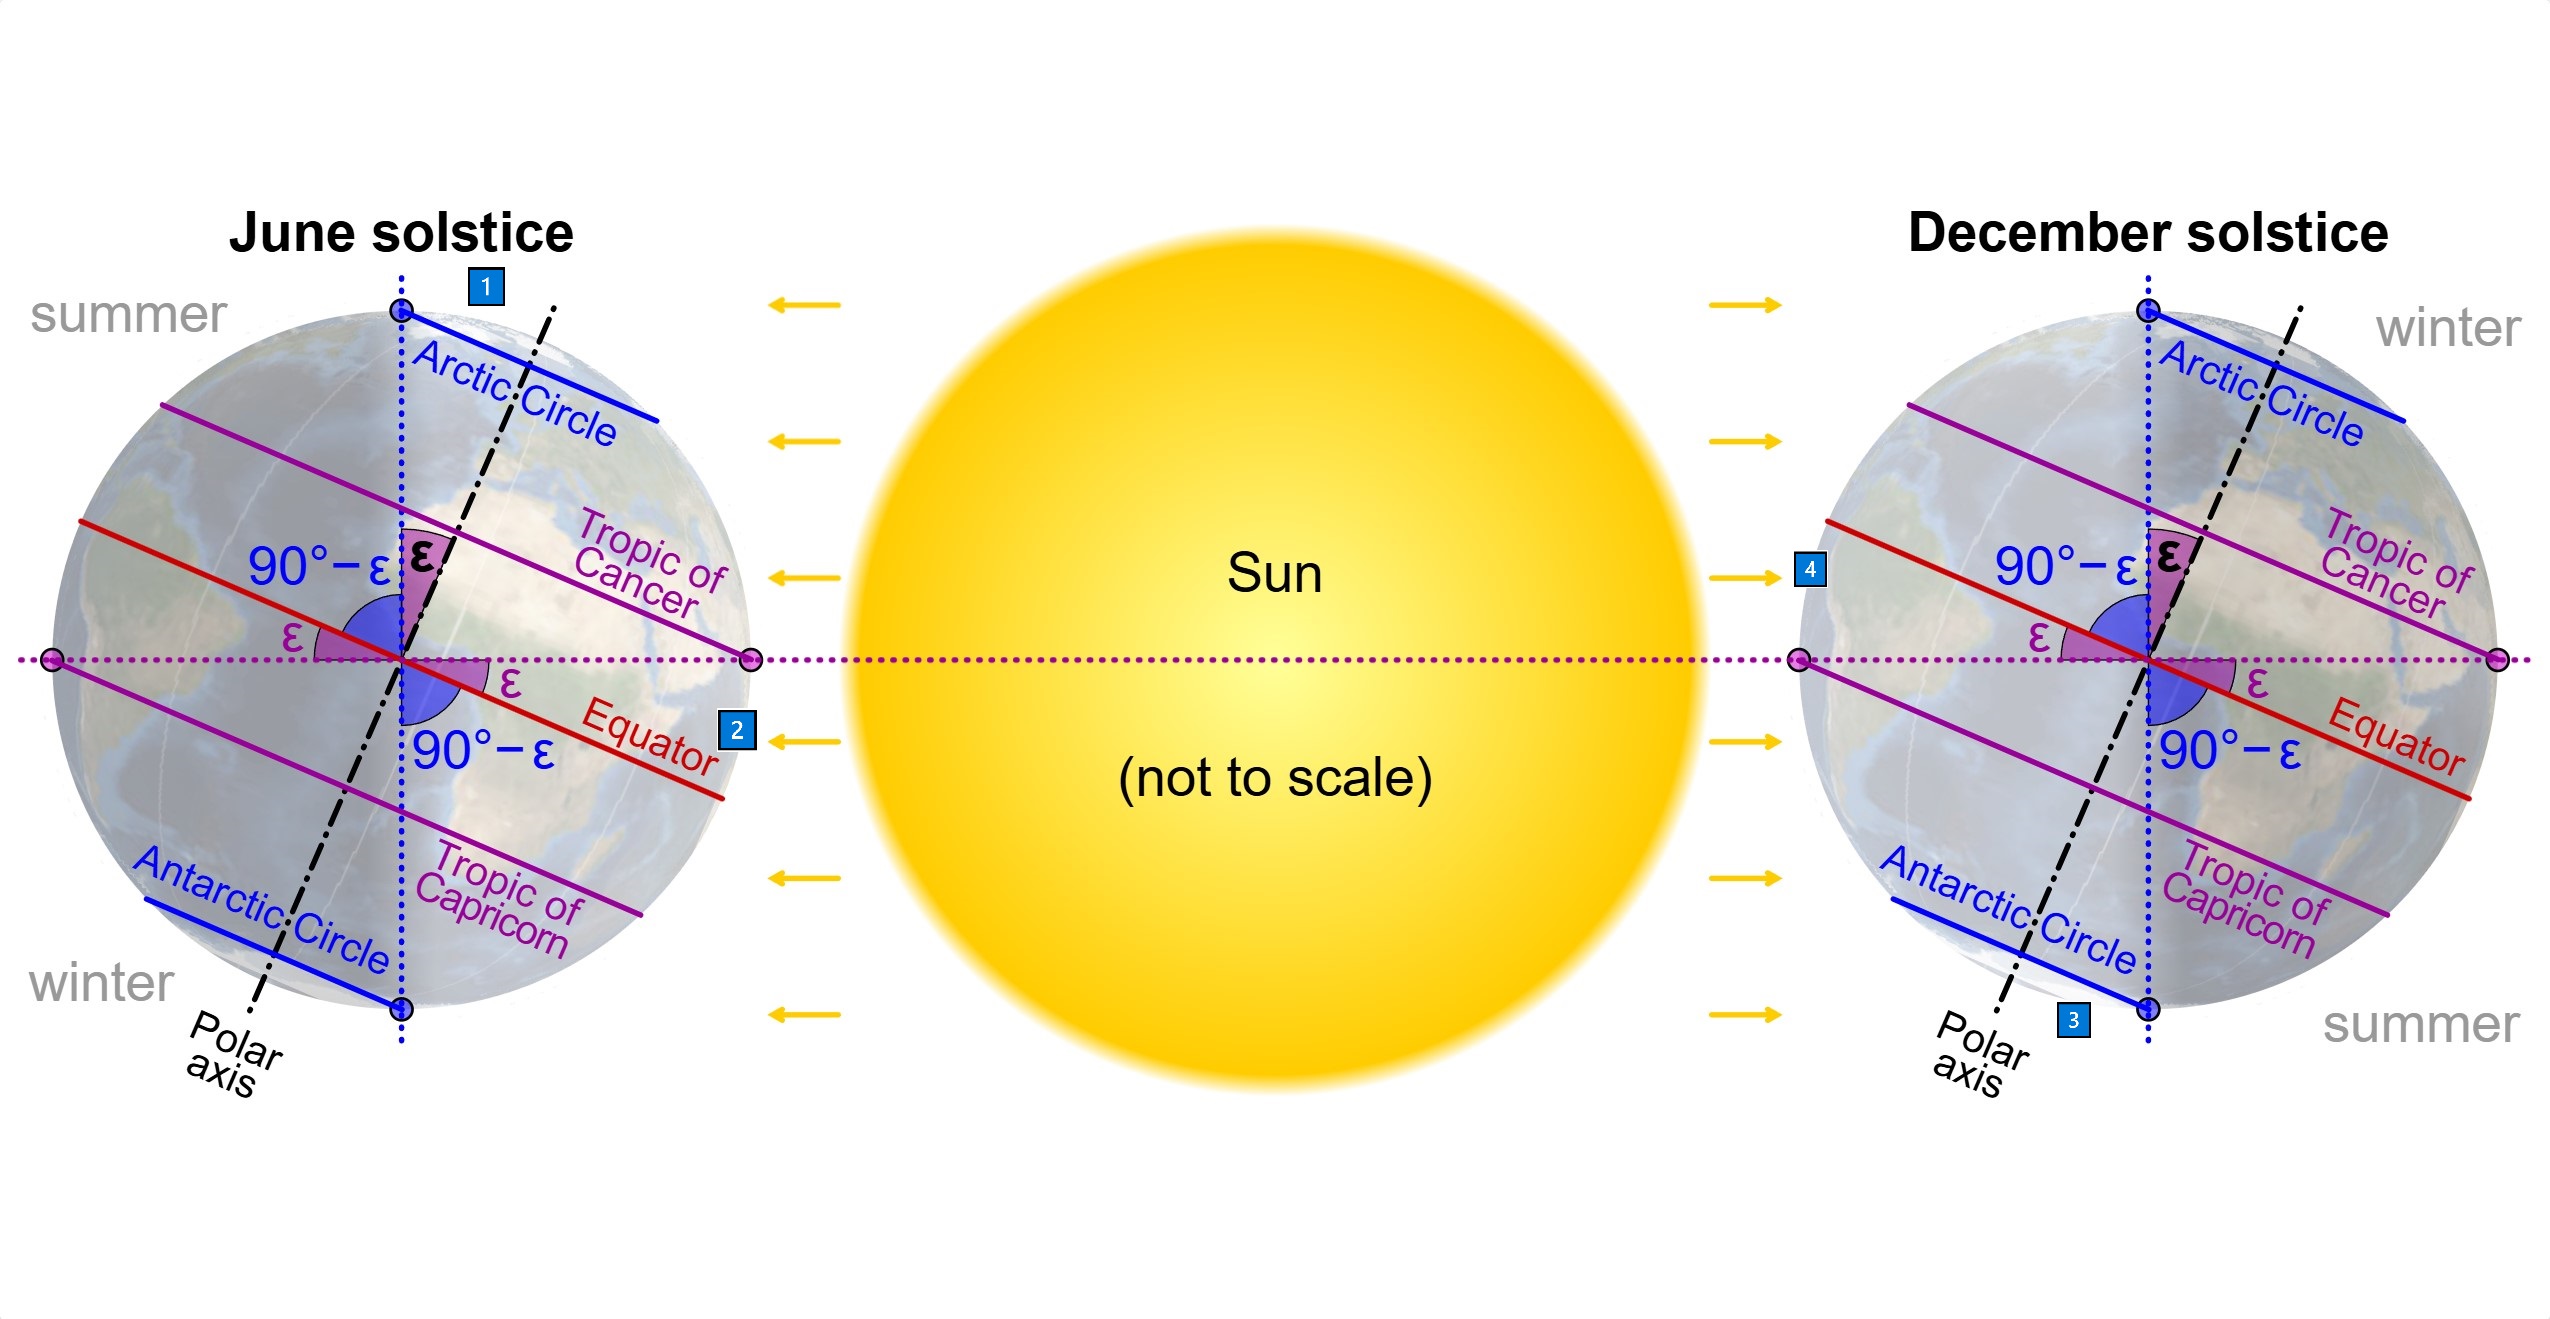 June solstice
1
summer
Arctic Circle
Tropic of
Cancer
90°−ε
ε
ε
ε
Equator
2
90°−ε
Tropic of
Capricorn
Antarctic Circle
winter
Polar
axis
Sun
(not to scale)
December solstice
winter
Arctic Circle
4
Tropic of
Cancer
90°−ε
ε
ε
ε
Equator
90°−ε
Tropic of
Capricorn
Antarctic Circle
3
summer
Polar
axis